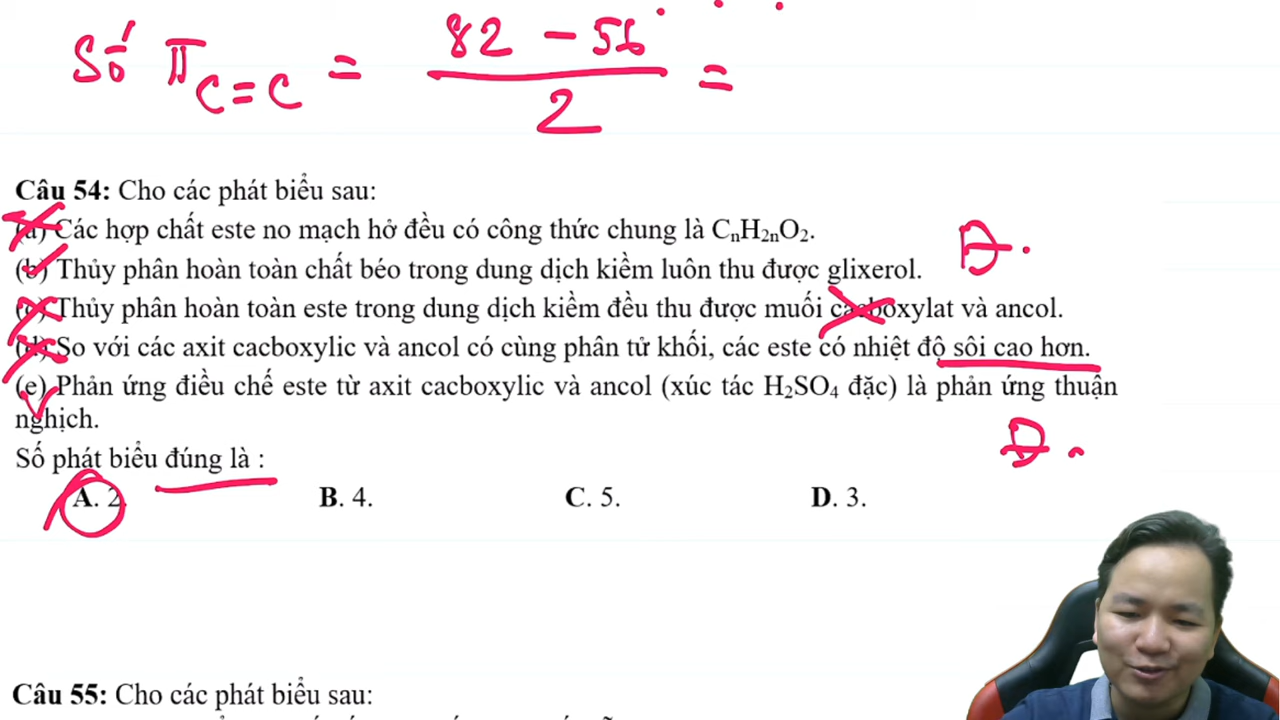 Số π C=C = 82 - 56 / 2 =
Câu 54: Cho các phát biểu sau:
(a) Các hợp chất este no mạch hở đều có công thức chung là CₙH₂ₙO₂.
Đ.
(b) Thủy phân hoàn toàn chất béo trong dung dịch kiềm luôn thu được glixerol.
(c) Thủy phân hoàn toàn este trong dung dịch kiềm đều thu được muối cacboxylat và ancol.
(d) So với các axit cacboxylic và ancol có cùng phân tử khối, các este có nhiệt độ sôi cao hơn.
(e) Phản ứng điều chế este từ axit cacboxylic và ancol (xúc tác H₂SO₄ đặc) là phản ứng thuận
nghịch.
Đ.
Số phát biểu đúng là :
A. 2. B. 4. C. 5. D. 3.
Câu 55: Cho các phát biểu sau: